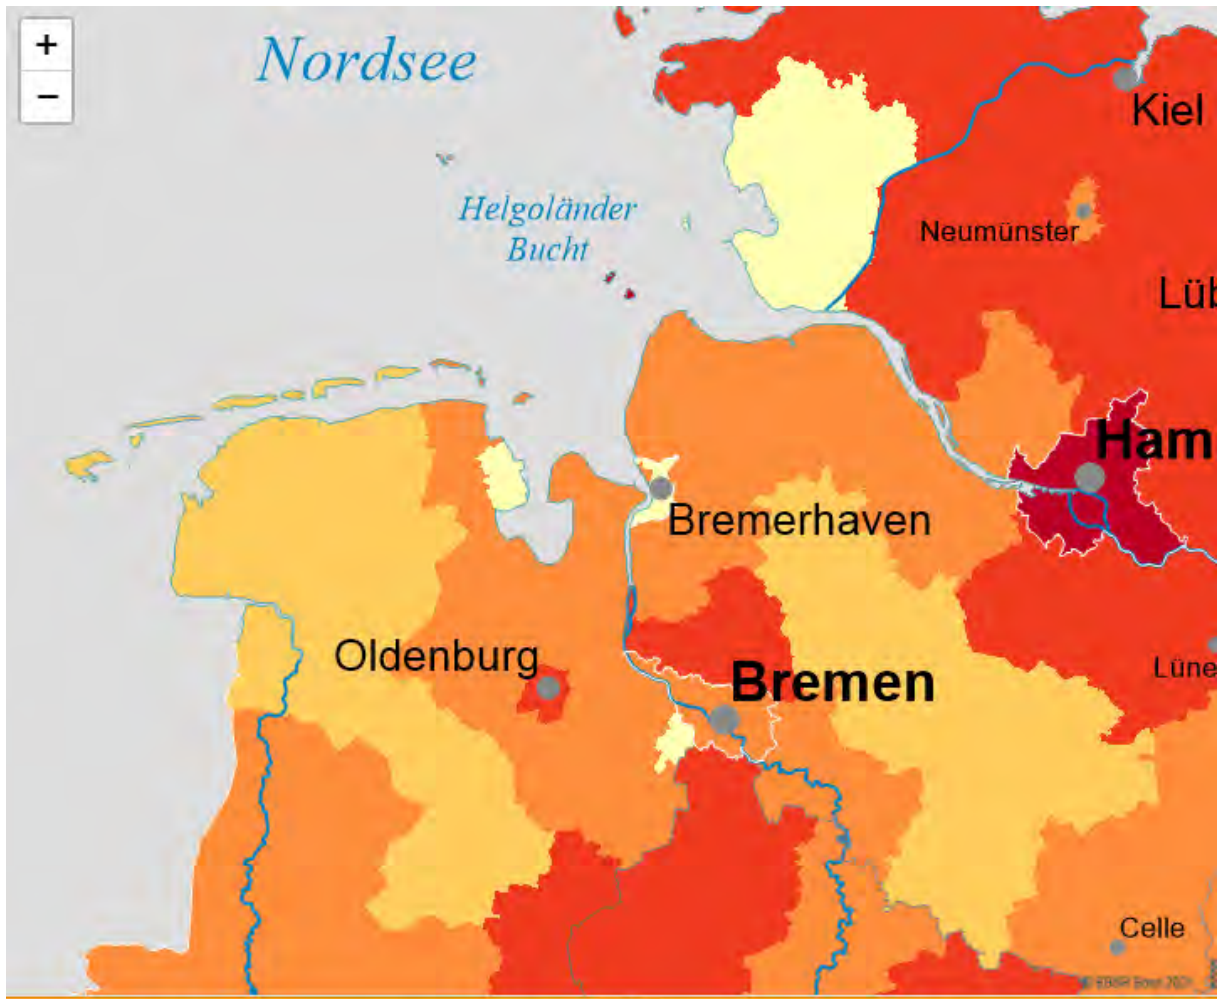 +
−
Nordsee
Kiel
Helgoländer
Bucht
Neumünster
Lüb
Ham
Bremerhaven
Oldenburg
Bremen
Lüne
Celle